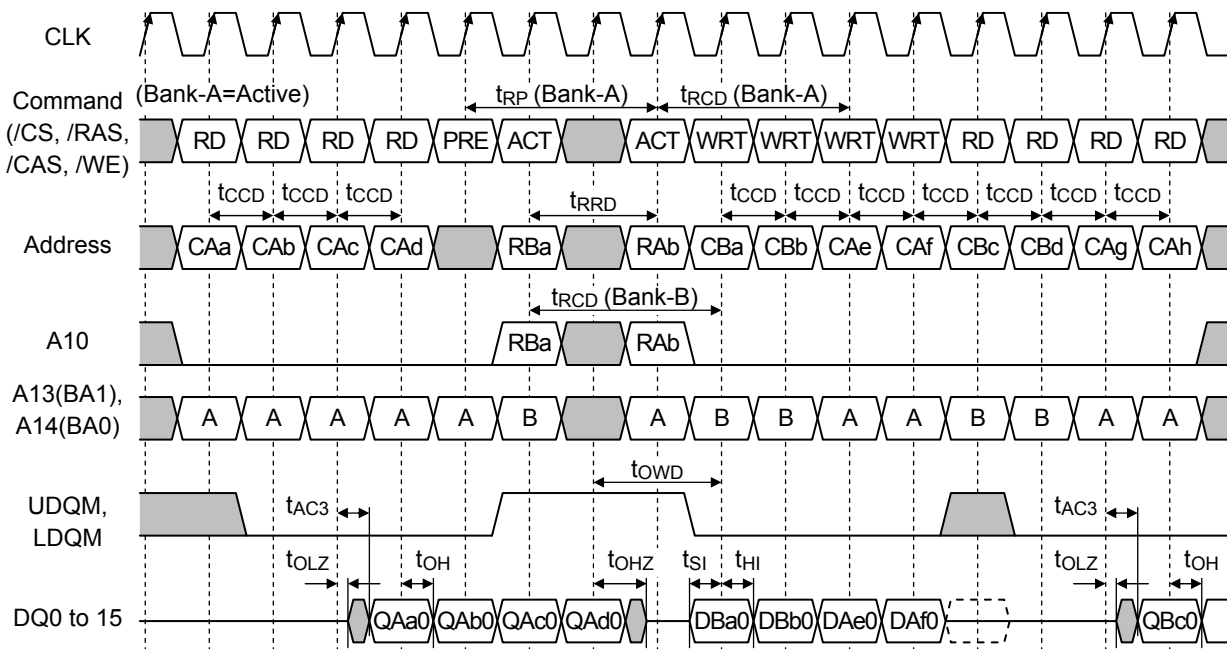 CLK
Command
(/CS, /RAS,
/CAS, /WE)
(Bank-A=Active)
tRP (Bank-A)
tRCD (Bank-A)
RD RD RD RD PRE ACT ACT WRT WRT WRT WRT RD RD RD RD
tCCD tCCD tCCD tRRD tCCD tCCD tCCD tCCD tCCD tCCD tCCD
Address
CAa CAb CAc CAd RBa RAb CBa CBb CAe CAf CBc CBd CAg CAh
tRCD (Bank-B)
A10
RBa RAb
A13(BA1),
A14(BA0)
A A A A A B A B B A A B B A A
tOWD
UDQM,
LDQM
tAC3 tAC3
tOLZ tOH tOHZ tSI tHI tOLZ tOH
DQ0 to 15
QAa0 QAb0 QAc0 QAd0 DBa0 DBb0 DAe0 DAf0 QBc0